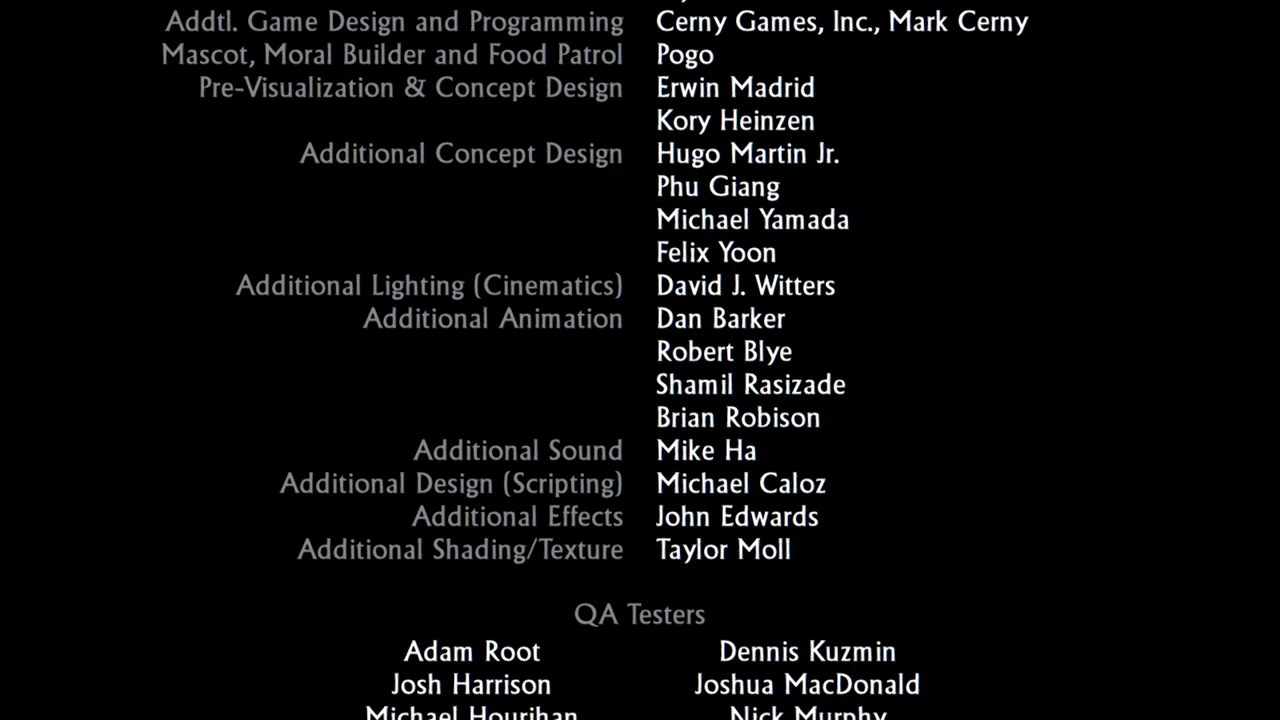 Addtl. Game Design and Programming Cerny Games, Inc., Mark Cerny
Mascot, Moral Builder and Food Patrol Pogo
Pre-Visualization & Concept Design Erwin Madrid
Kory Heinzen
Additional Concept Design Hugo Martin Jr.
Phu Giang
Michael Yamada
Felix Yoon
Additional Lighting (Cinematics) David J. Witters
Additional Animation Dan Barker
Robert Blye
Shamil Rasizade
Brian Robison
Additional Sound Mike Ha
Additional Design (Scripting) Michael Caloz
Additional Effects John Edwards
Additional Shading/Texture Taylor Moll
QA Testers
Adam Root Dennis Kuzmin
Josh Harrison Joshua MacDonald
Michael Hourihan Nick Murphy